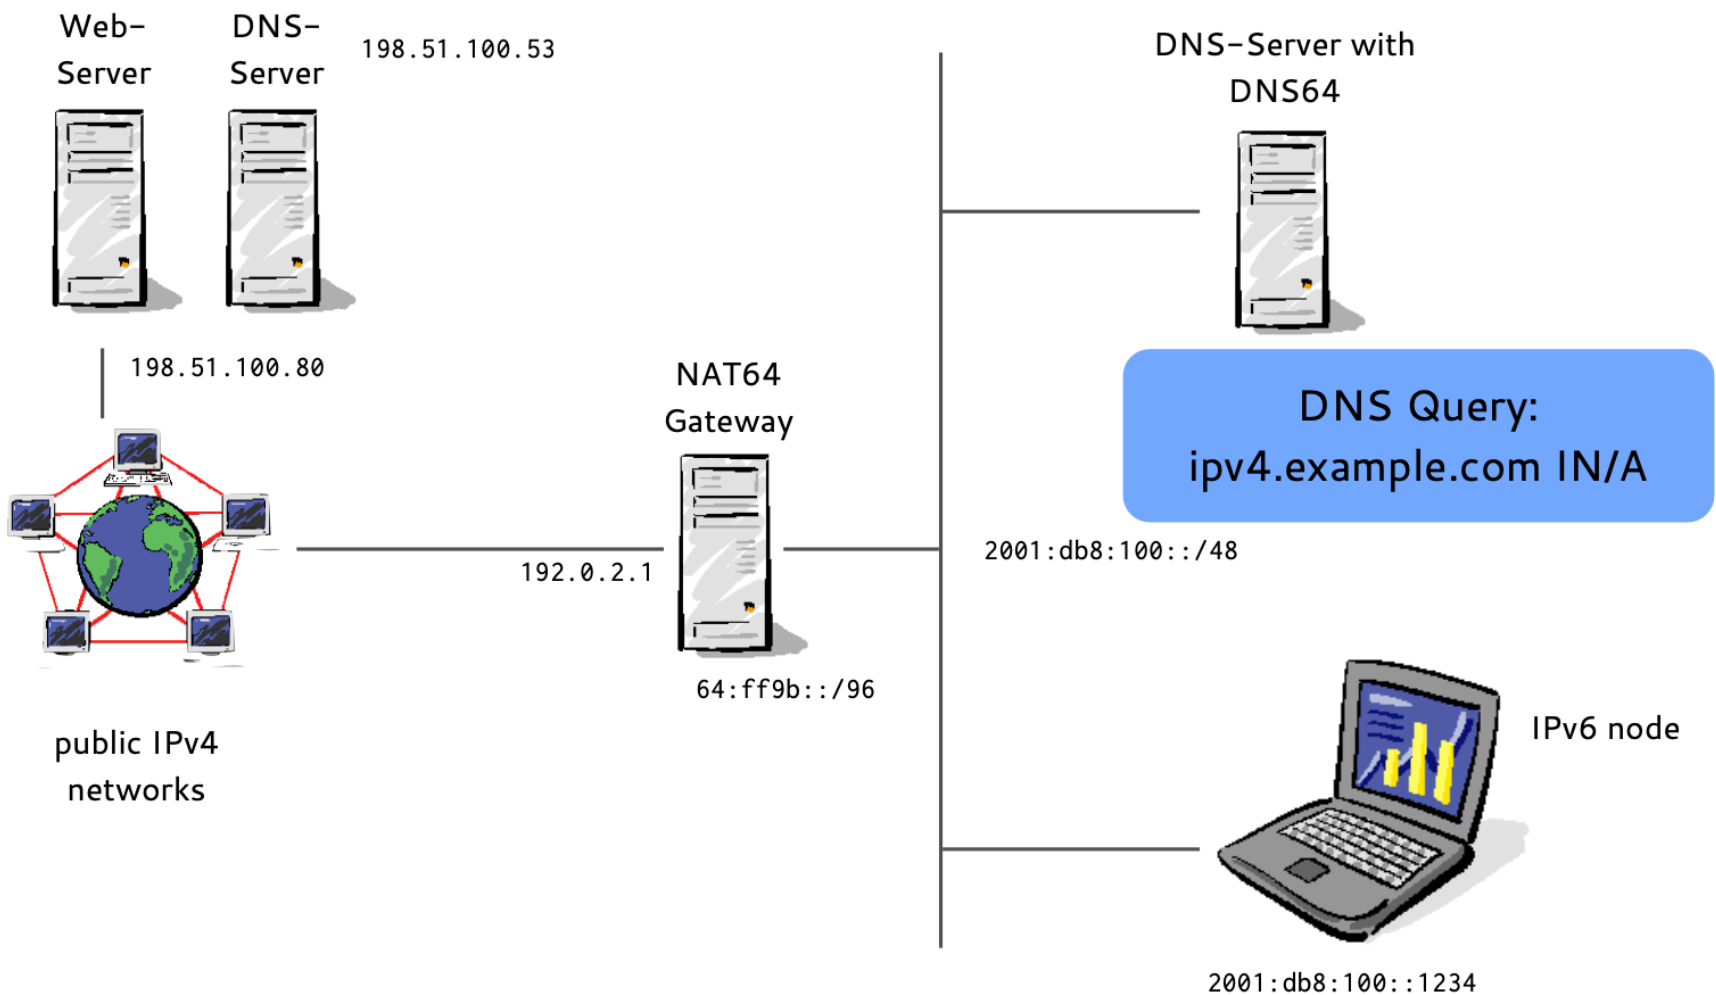 Web-
Server
DNS-
Server
198.51.100.53
DNS-Server with
DNS64
198.51.100.80
NAT64
Gateway
DNS Query:
ipv4.example.com IN/A
192.0.2.1
2001:db8:100::/48
64:ff9b::/96
public IPv4
networks
IPv6 node
2001:db8:100::1234